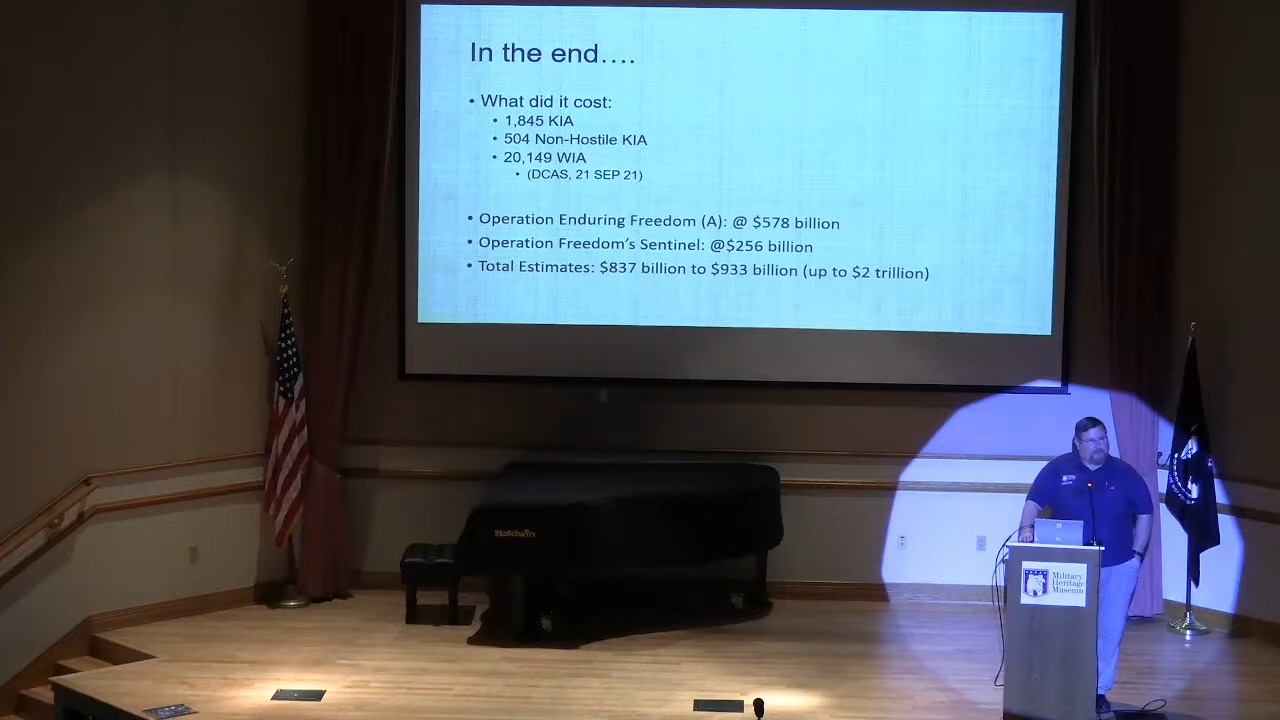 In the end….
• What did it cost:
• 1,845 KIA
• 504 Non-Hostile KIA
• 20,149 WIA
• (DCAS, 21 SEP 21)
• Operation Enduring Freedom (A): @ $578 billion
• Operation Freedom's Sentinel: @$256 billion
• Total Estimates: $837 billion to $933 billion (up to $2 trillion)
Baldwin
Military
Heritage
Museum